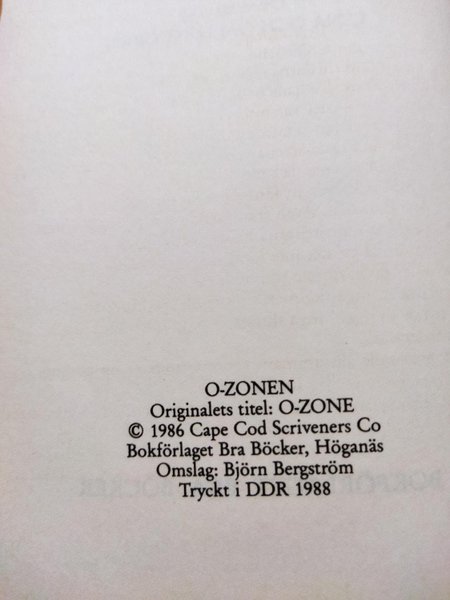 O-ZONEN
Originalets titel: O-ZONE
© 1986 Cape Cod Scriveners Co
Bokförlaget Bra Böcker, Höganäs
Omslag: Björn Bergström
Tryckt i DDR 1988